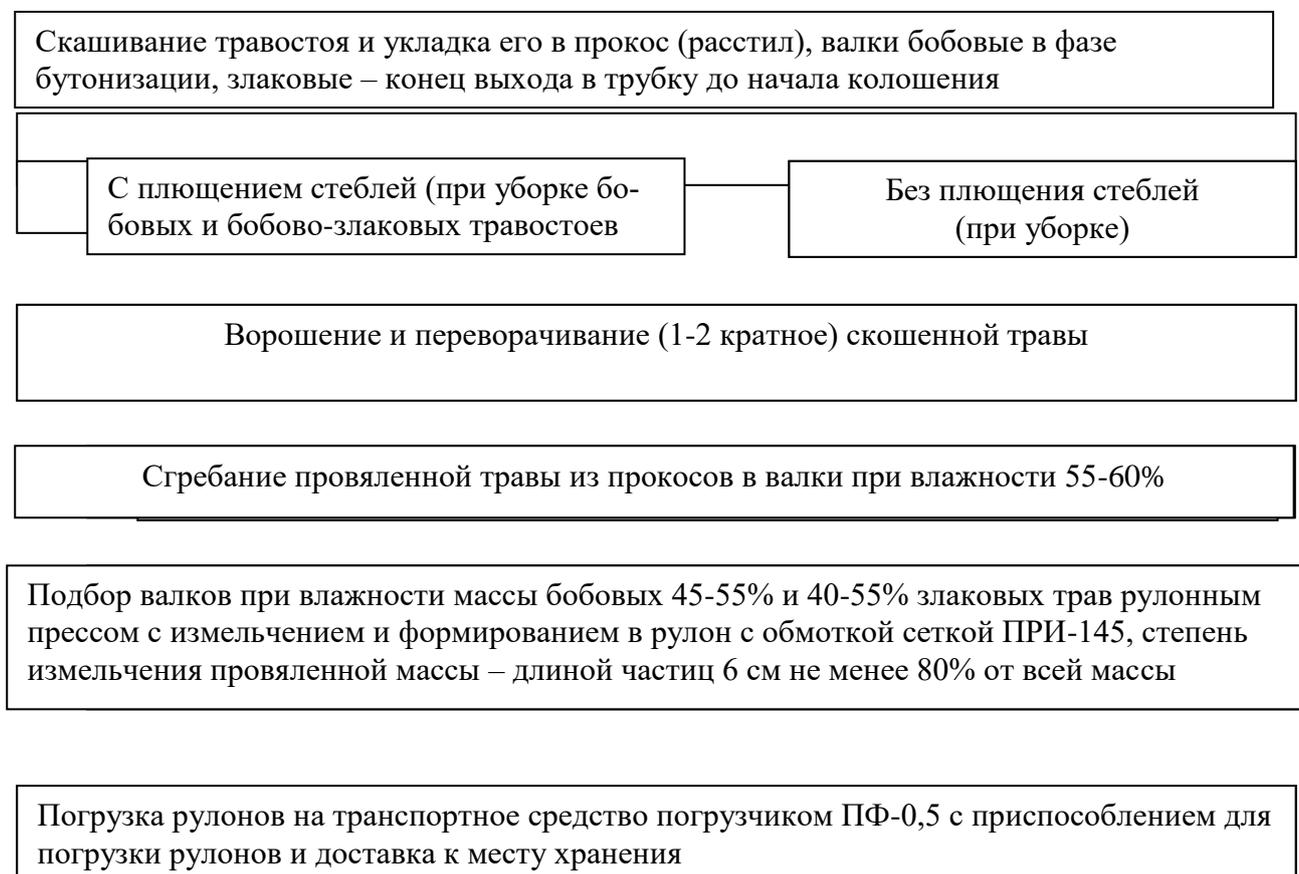 Скашивание травостоя и укладка его в прокос (расстил), валки бобовые в фазе
бутонизации, злаковые – конец выхода в трубку до начала колошения
С плющением стеблей (при уборке бо-
бовых и бобово-злаковых травостоев
Без плющения стеблей
(при уборке)
Ворошение и переворачивание (1-2 кратное) скошенной травы
Сгребание провяленной травы из прокосов в валки при влажности 55-60%
Подбор валков при влажности массы бобовых 45-55% и 40-55% злаковых трав рулонным
прессом с измельчением и формированием в рулон с обмоткой сеткой ПРИ-145, степень
измельчения провяленной массы – длиной частиц 6 см не менее 80% от всей массы
Погрузка рулонов на транспортное средство погрузчиком ПФ-0,5 с приспособлением для
погрузки рулонов и доставка к месту хранения